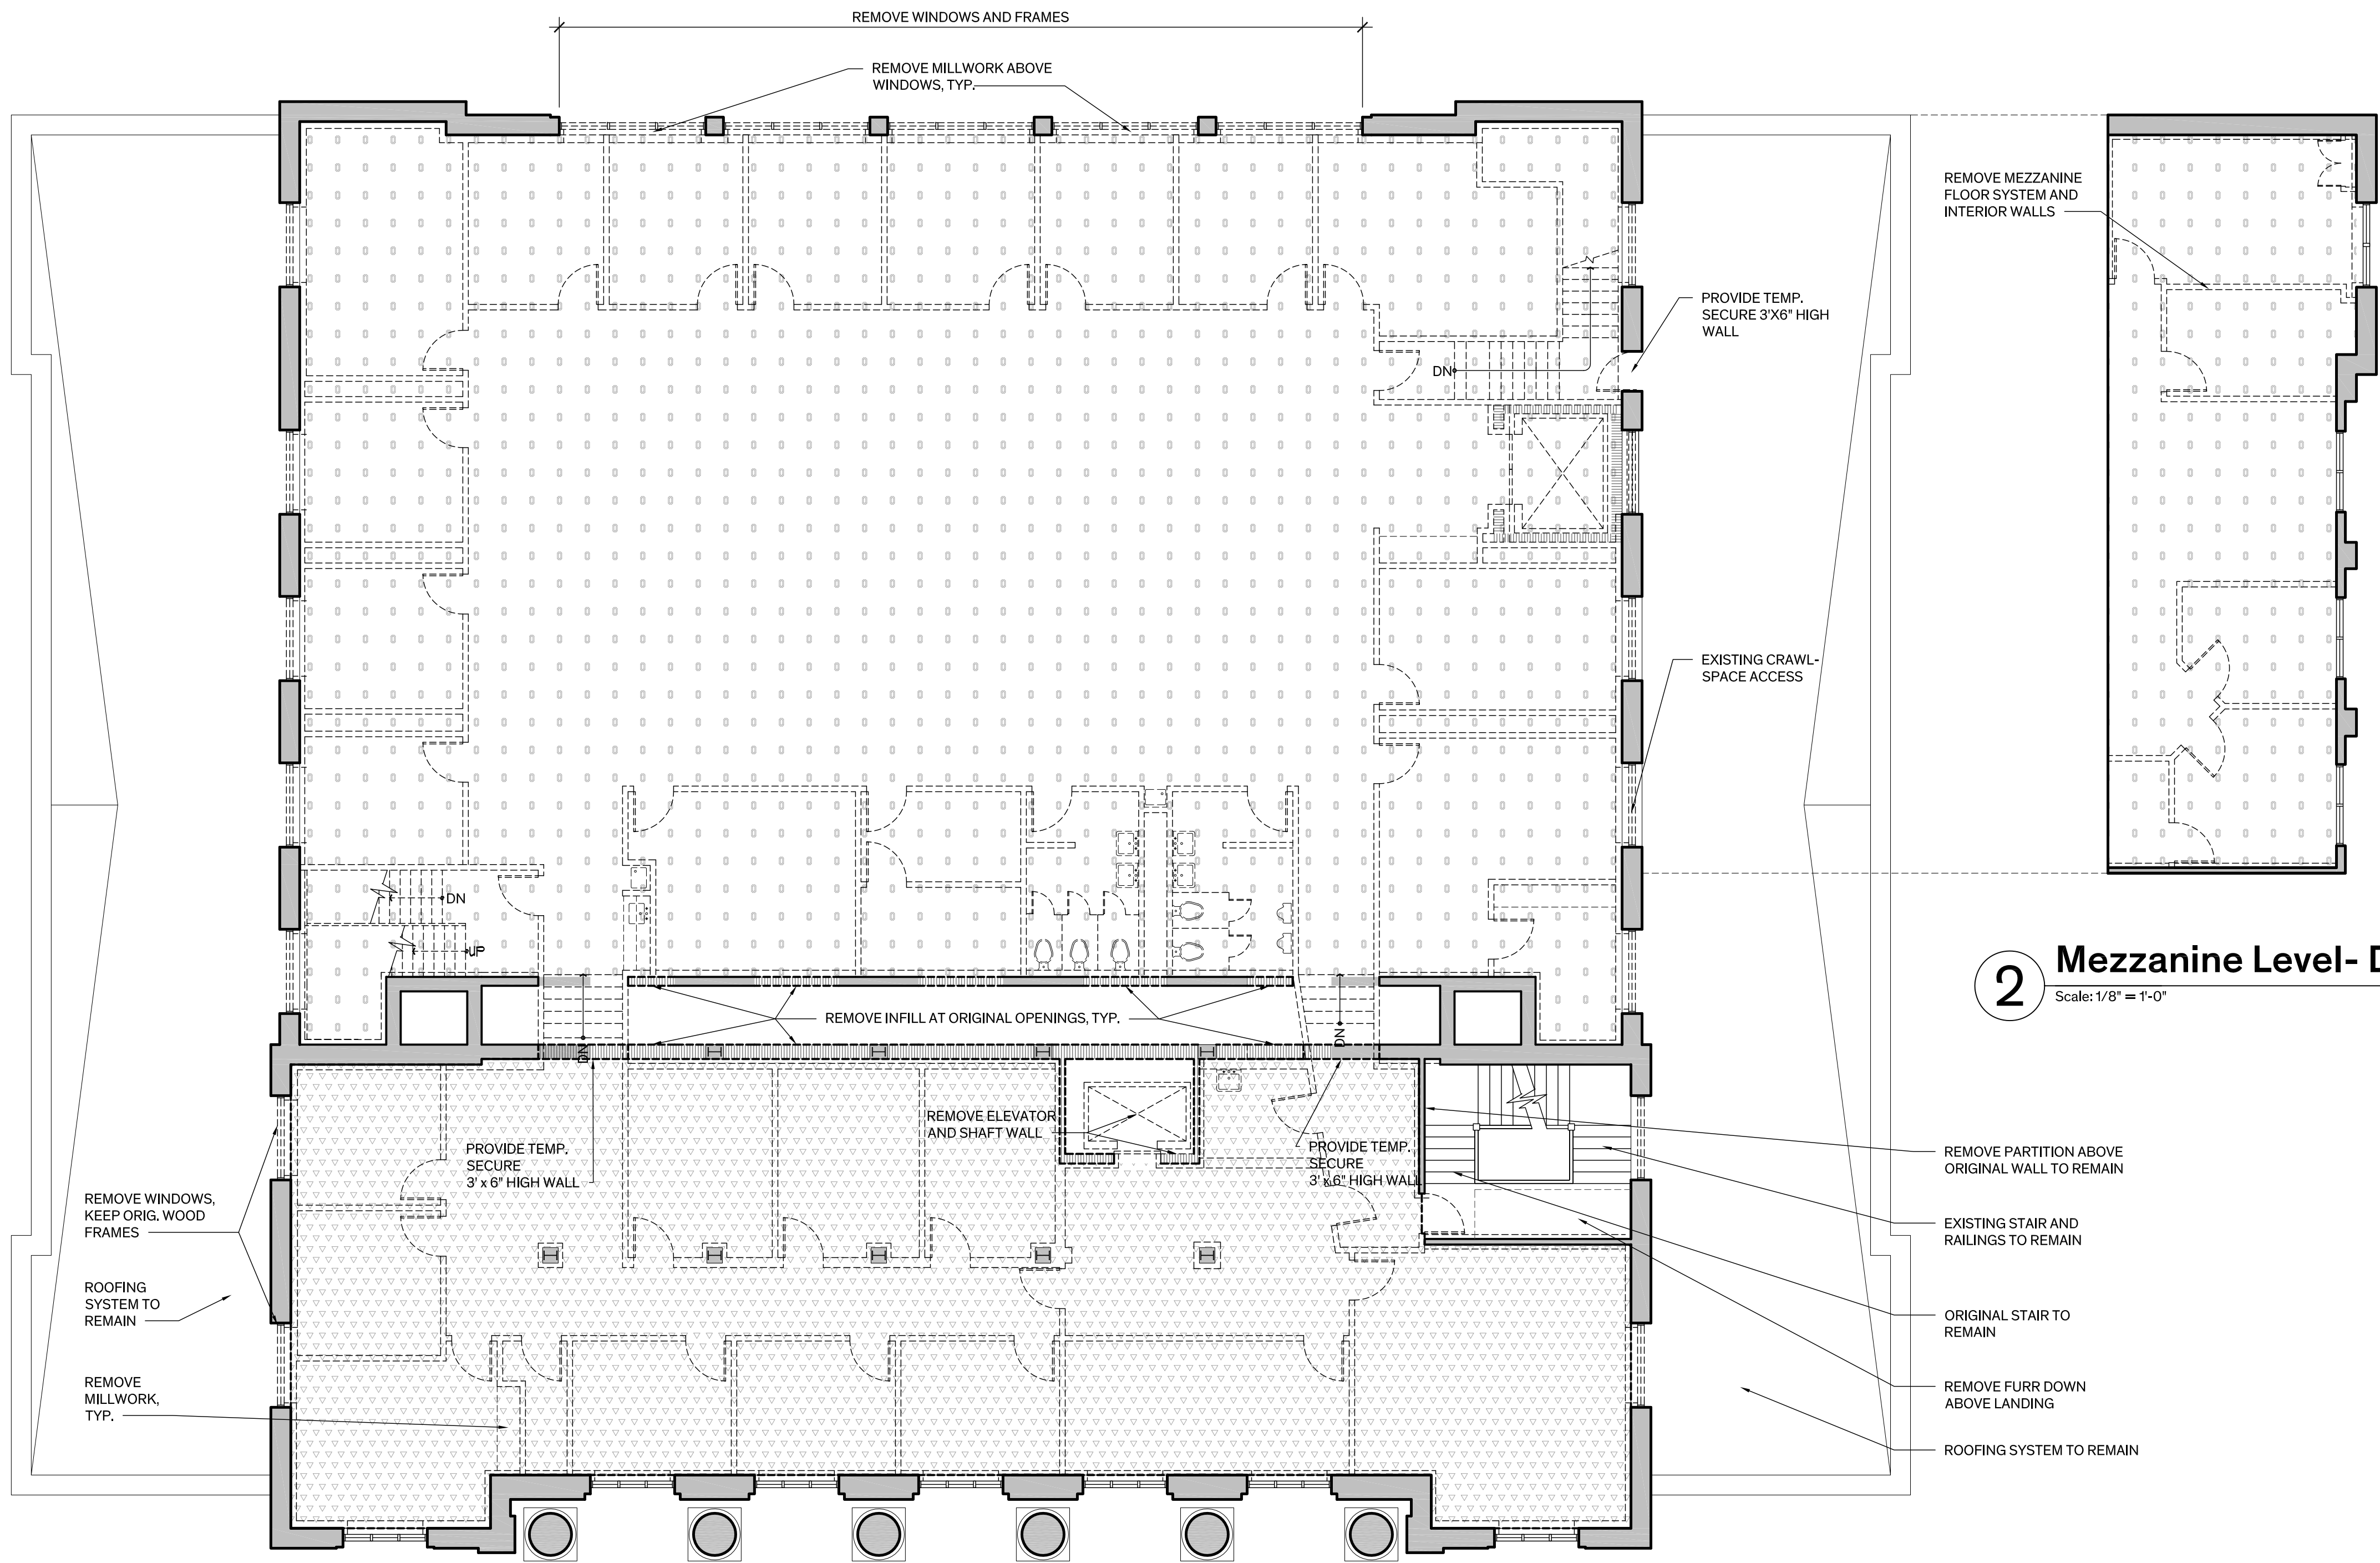 REMOVE WINDOWS AND FRAMES
REMOVE MILLWORK ABOVE
WINDOWS, TYP.
REMOVE MEZZANINE
FLOOR SYSTEM AND
INTERIOR WALLS
PROVIDE TEMP.
SECURE 3'X6" HIGH
WALL
DN
EXISTING CRAWL-
SPACE ACCESS
DN
UP
2
Mezzanine Level- D
Scale: 1/8" = 1'-0"
REMOVE INFILL AT ORIGINAL OPENINGS, TYP.
DN
DN
REMOVE ELEVATOR
AND SHAFT WALL
PROVIDE TEMP.
SECURE
3' x 6" HIGH WALL
PROVIDE TEMP.
SECURE
3' x 6" HIGH WALL
REMOVE PARTITION ABOVE
ORIGINAL WALL TO REMAIN
REMOVE WINDOWS,
KEEP ORIG. WOOD
FRAMES
EXISTING STAIR AND
RAILINGS TO REMAIN
ROOFING
SYSTEM TO
REMAIN
ORIGINAL STAIR TO
REMAIN
REMOVE
MILLWORK,
TYP.
REMOVE FURR DOWN
ABOVE LANDING
ROOFING SYSTEM TO REMAIN